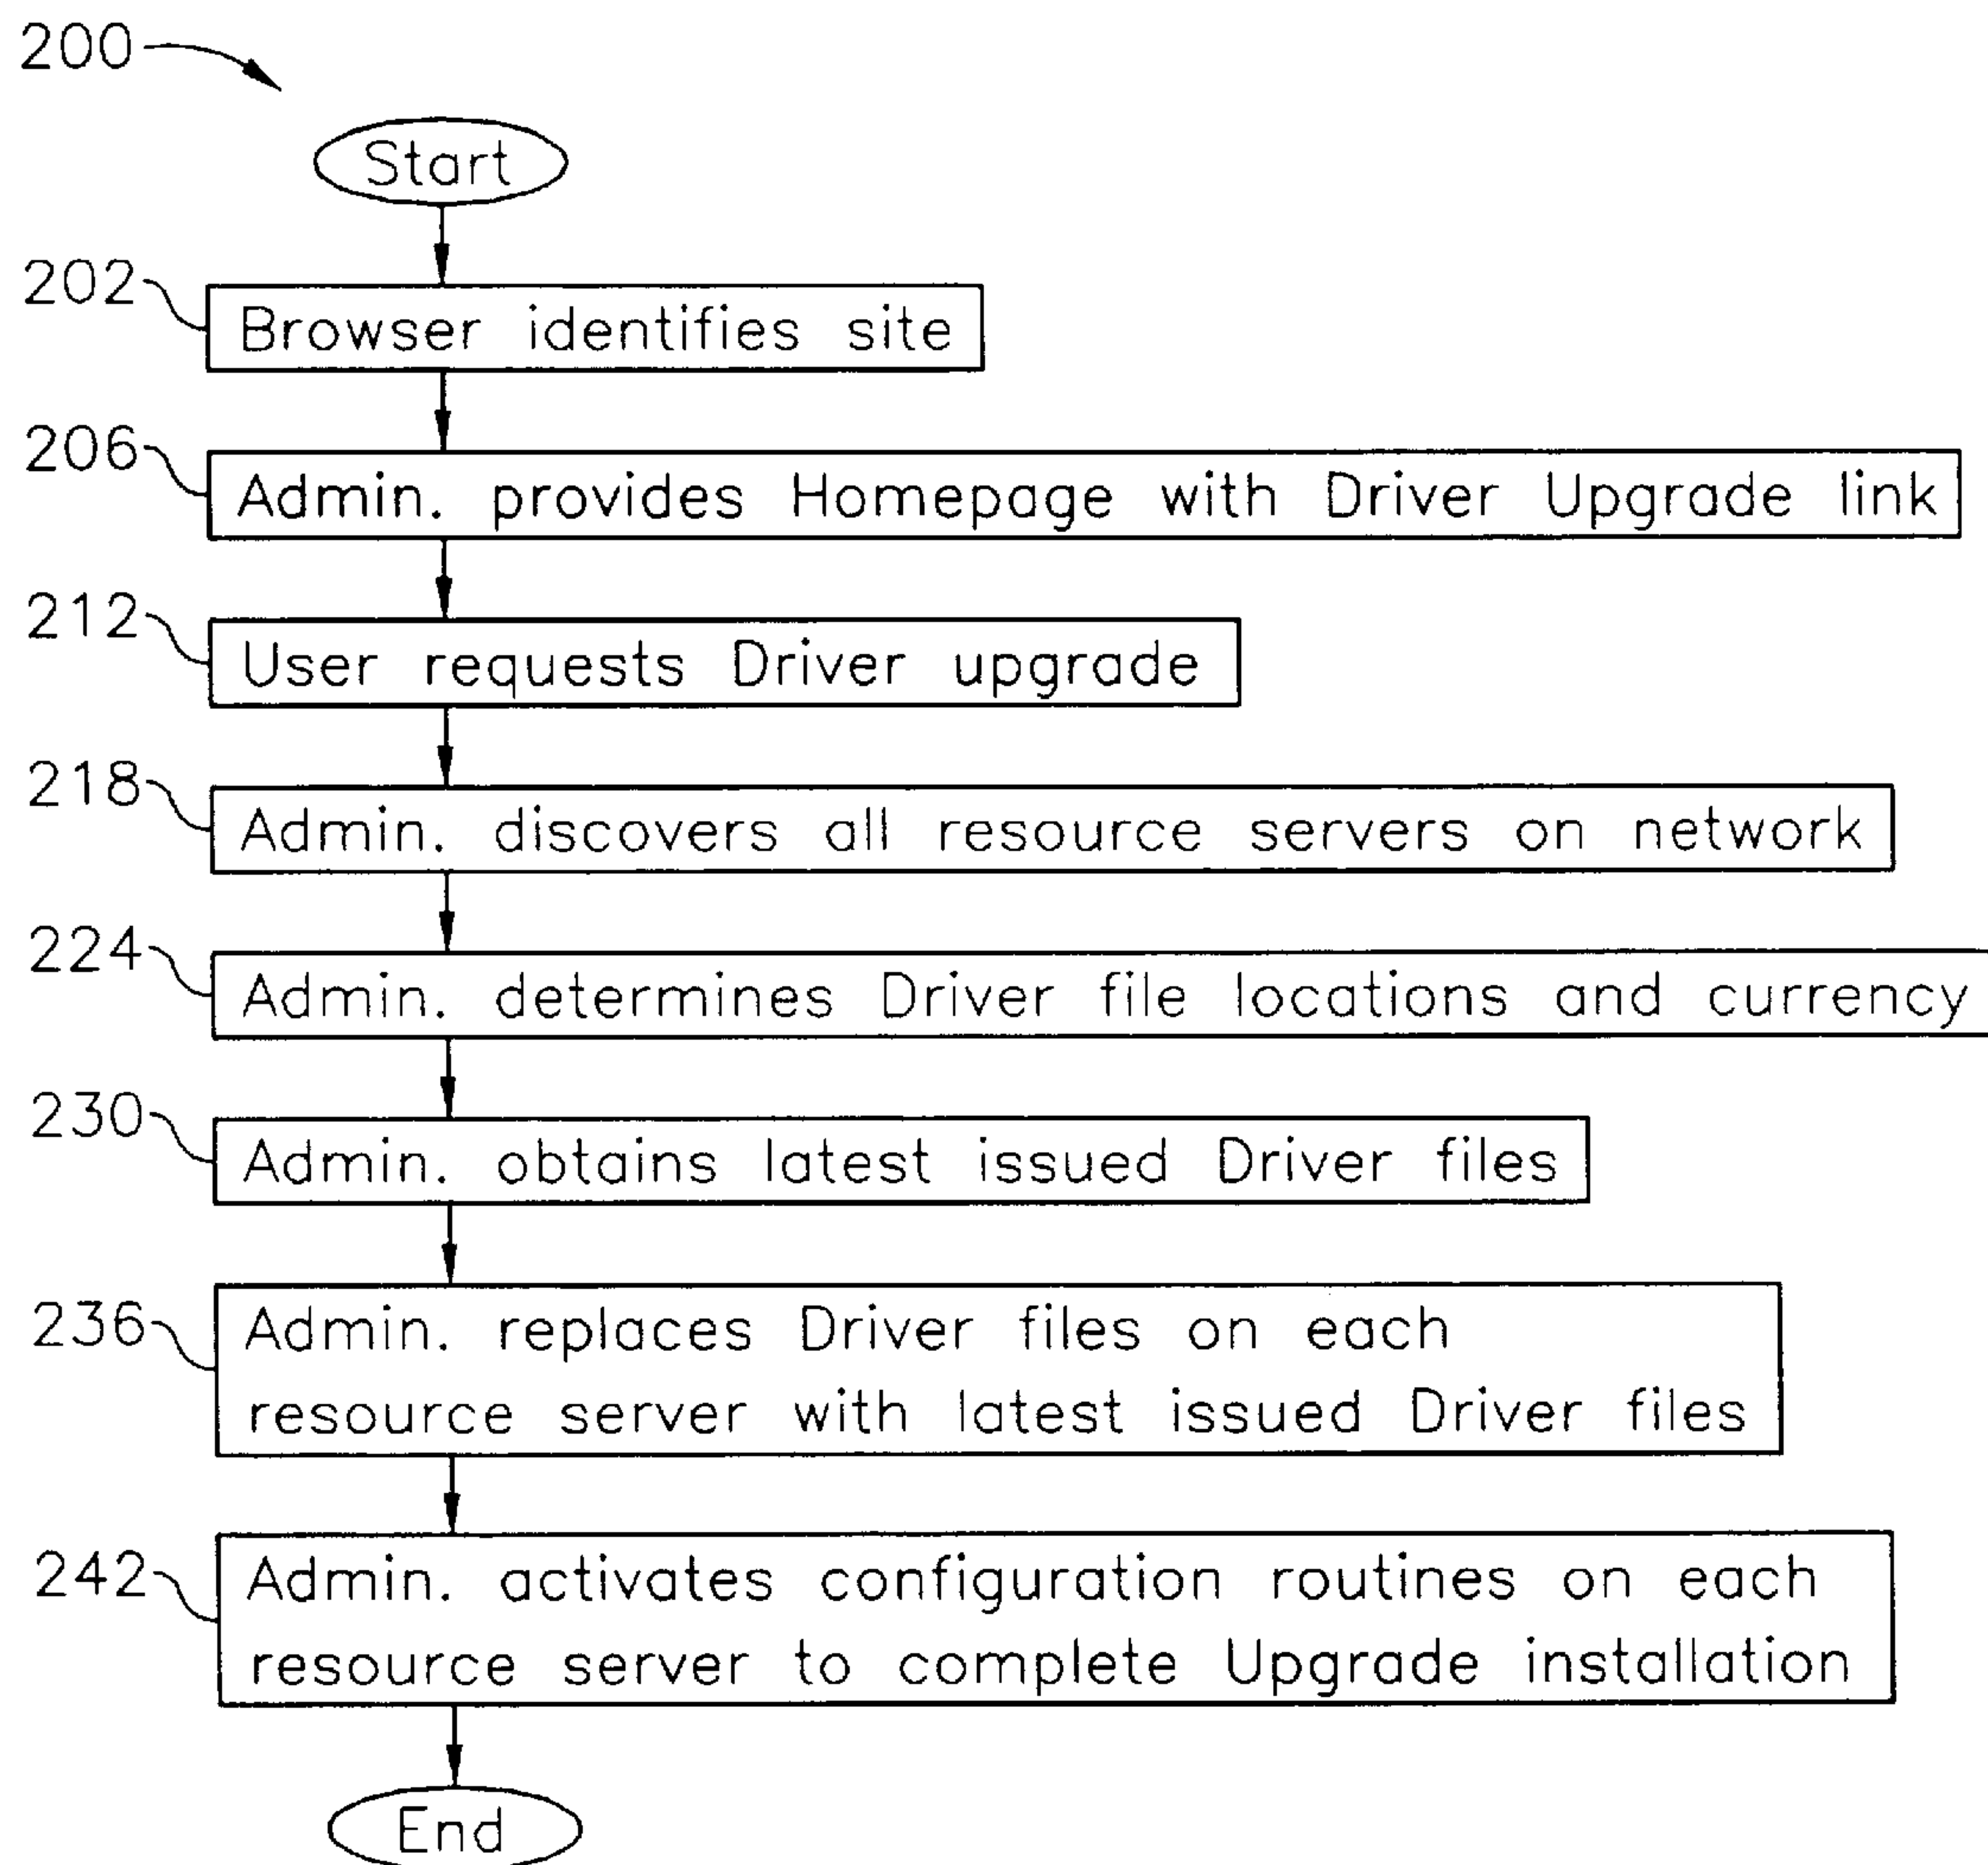 200
Start
202
Browser identifies site
206
Admin. provides Homepage with Driver Upgrade link
212
User requests Driver upgrade
218
Admin. discovers all resource servers on network
224
Admin. determines Driver file locations and currency
230
Admin. obtains latest issued Driver files
236
Admin. replaces Driver files on each
resource server with latest issued Driver files
242
Admin. activates configuration routines on each
resource server to complete Upgrade installation
End